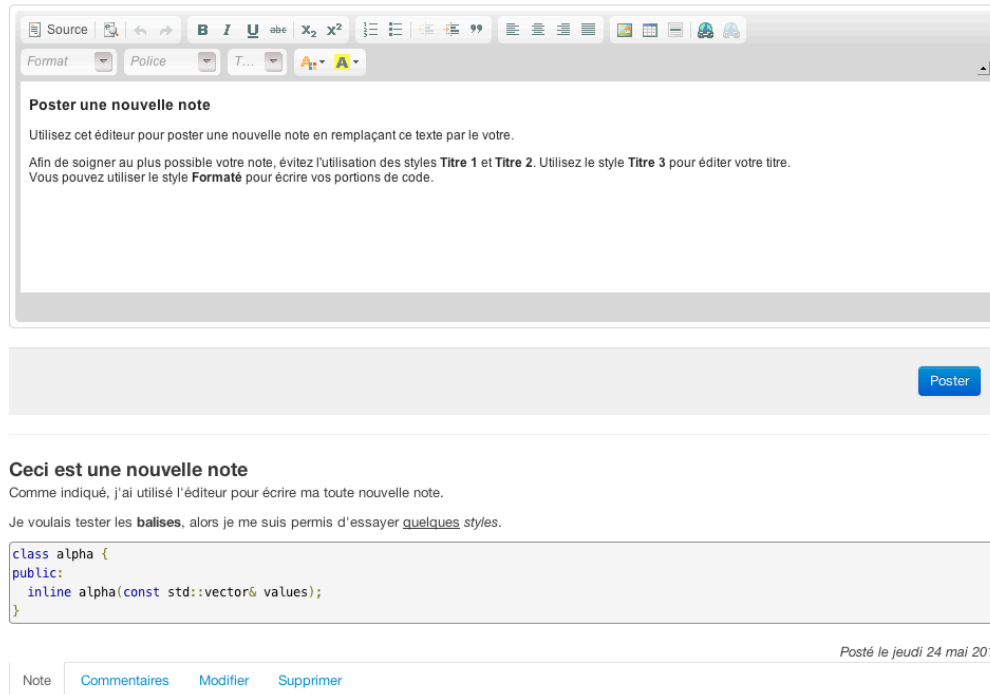 Source
B I U abc X₂ X²
Format Police T... A A
Poster une nouvelle note
Utilisez cet éditeur pour poster une nouvelle note en remplaçant ce texte par le votre.
Afin de soigner au plus possible votre note, évitez l'utilisation des styles Titre 1 et Titre 2. Utilisez le style Titre 3 pour éditer votre titre.
Vous pouvez utiliser le style Formaté pour écrire vos portions de code.
Poster
Ceci est une nouvelle note
Comme indiqué, j'ai utilisé l'éditeur pour écrire ma toute nouvelle note.
Je voulais tester les balises, alors je me suis permis d'essayer quelques styles.
class alpha {
public:
  inline alpha(const std::vector& values);
}
Posté le jeudi 24 mai
Note Commentaires Modifier Supprimer